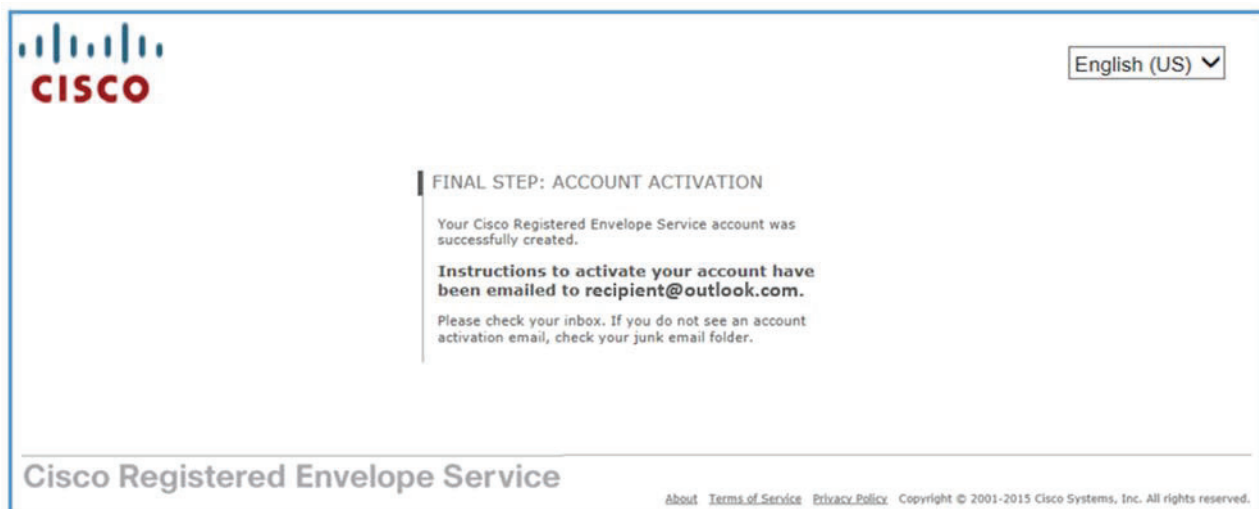 CISCO
English (US)
FINAL STEP: ACCOUNT ACTIVATION
Your Cisco Registered Envelope Service account was
successfully created.
Instructions to activate your account have
been emailed to recipient@outlook.com.
Please check your inbox. If you do not see an account
activation email, check your junk email folder.
Cisco Registered Envelope Service
About Terms of Service Privacy Policy Copyright © 2001-2015 Cisco Systems, Inc. All rights reserved.